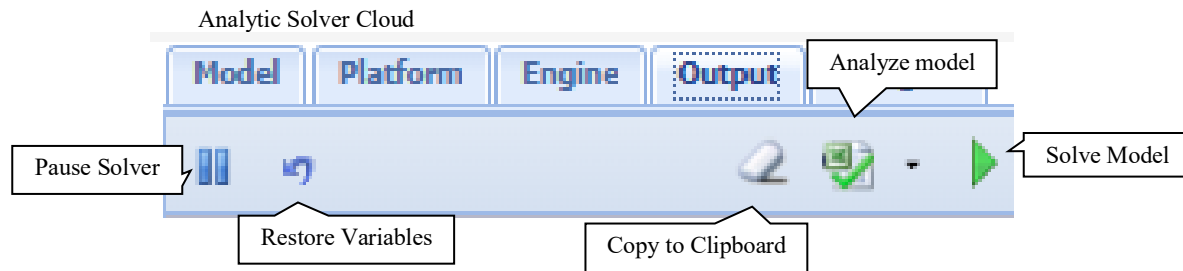 Analytic Solver Cloud
Model Platform Engine Output
Analyze model
Pause Solver
Solve Model
Restore Variables
Copy to Clipboard